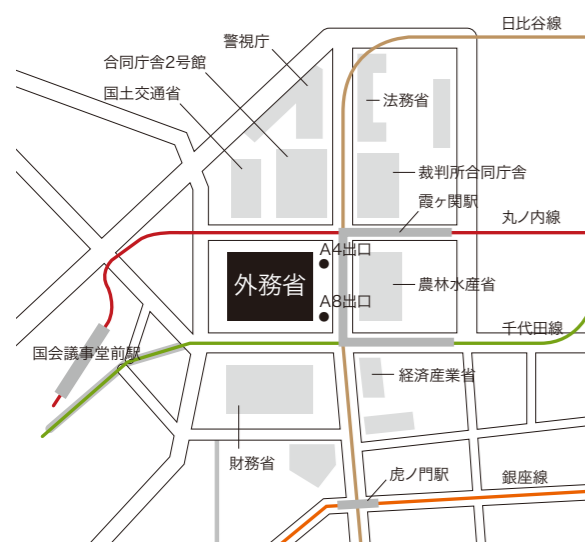 日比谷線
警視庁
合同庁舎2号館
国土交通省
法務省
裁判所合同庁舎
霞ヶ関駅
丸ノ内線
A4出口
外務省
農林水産省
A8出口
千代田線
国会議事堂前駅
経済産業省
財務省
虎ノ門駅
銀座線